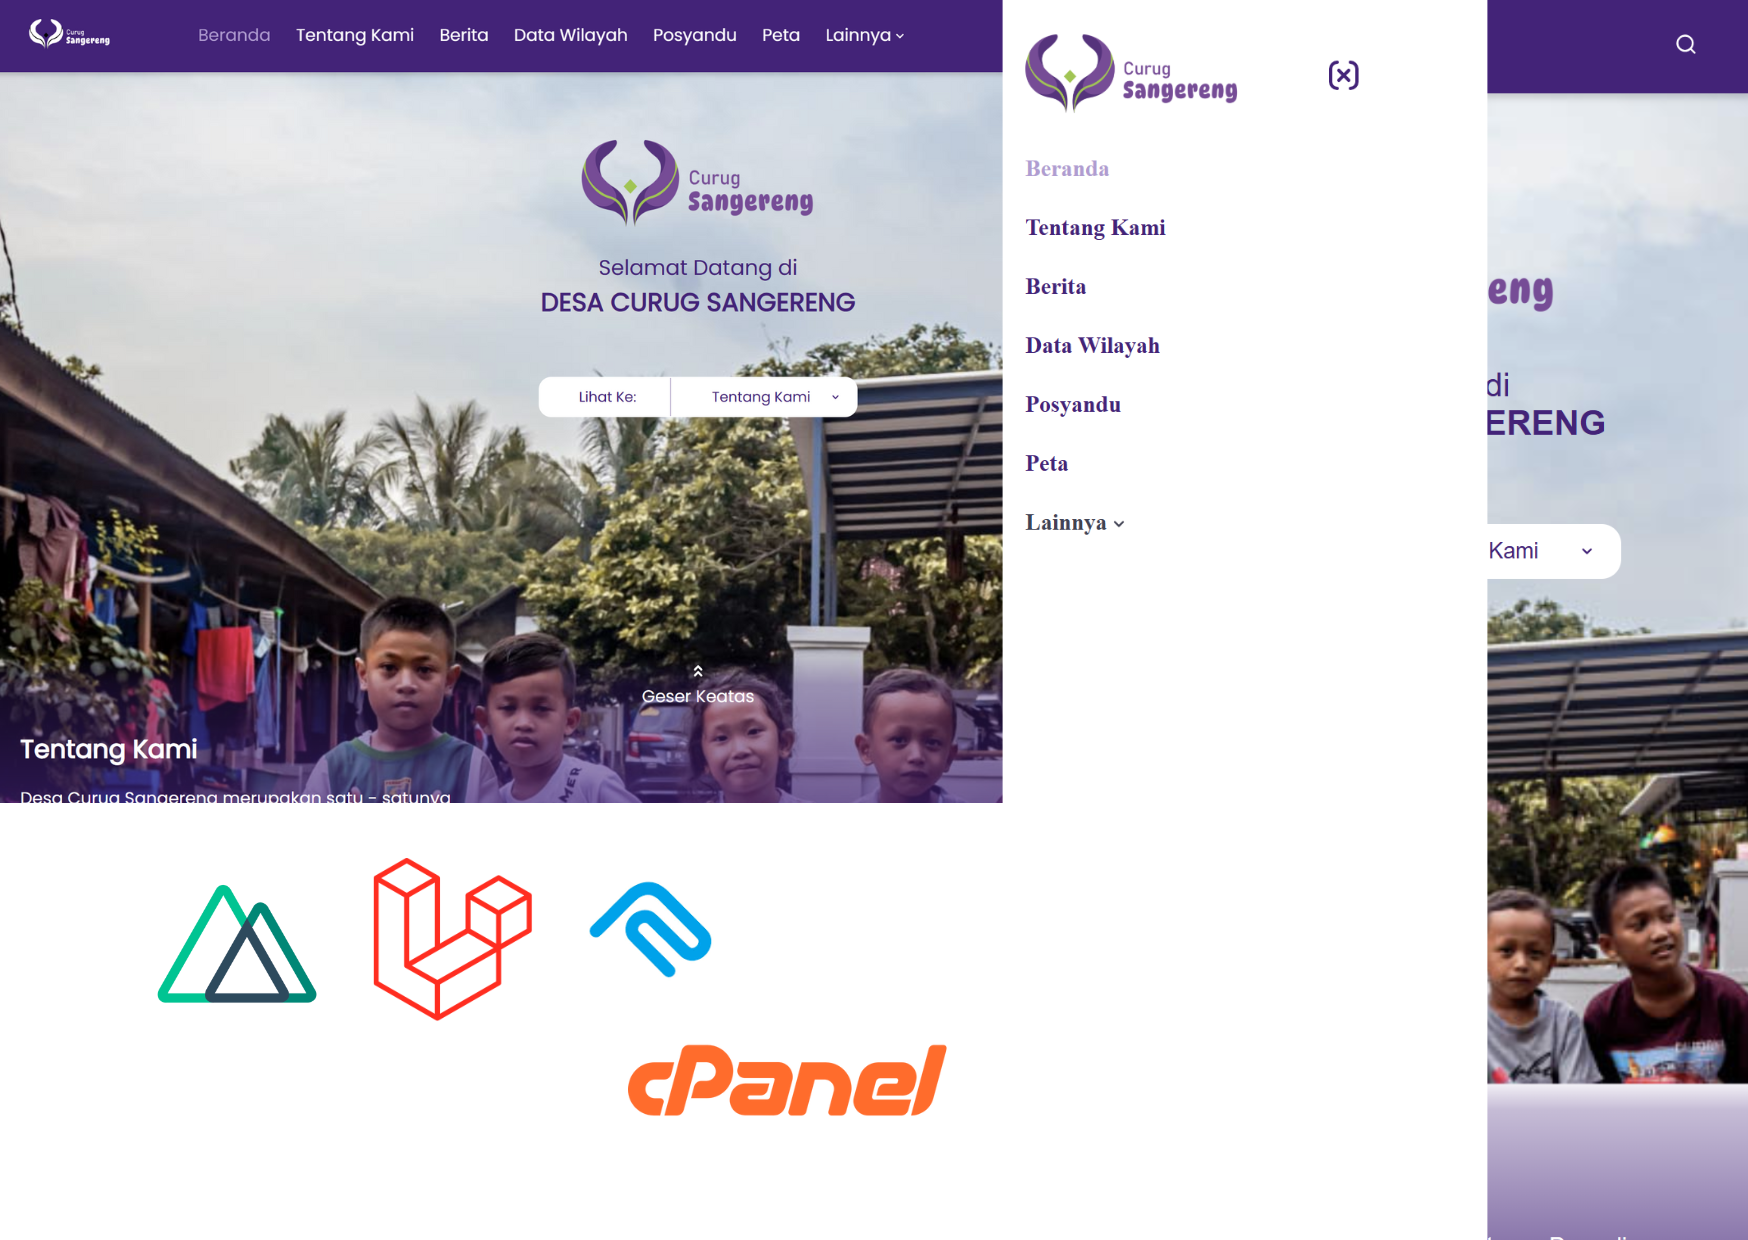 Curug
Sangereng
Beranda
Tentang Kami
Berita
Data Wilayah
Posyandu
Peta
Lainnya
Curug
Sangereng
Selamat Datang di
DESA CURUG SANGERENG
Lihat Ke:
Tentang Kami
Geser Keatas
Tentang Kami
Desa Curug Sangereng merupakan satu - satunya
Curug
Sangereng
Beranda
Tentang Kami
Berita
Data Wilayah
Posyandu
Peta
Lainnya
eng
di
ERENG
Kami
cPanel